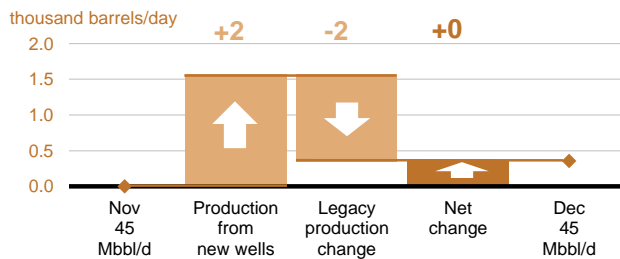 thousand barrels/day
+2 -2 +0
2.0
1.5
1.0
0.5
0.0
Nov
45
Mbbl/d
Production
from
new wells
Legacy
production
change
Net
change
Dec
45
Mbbl/d